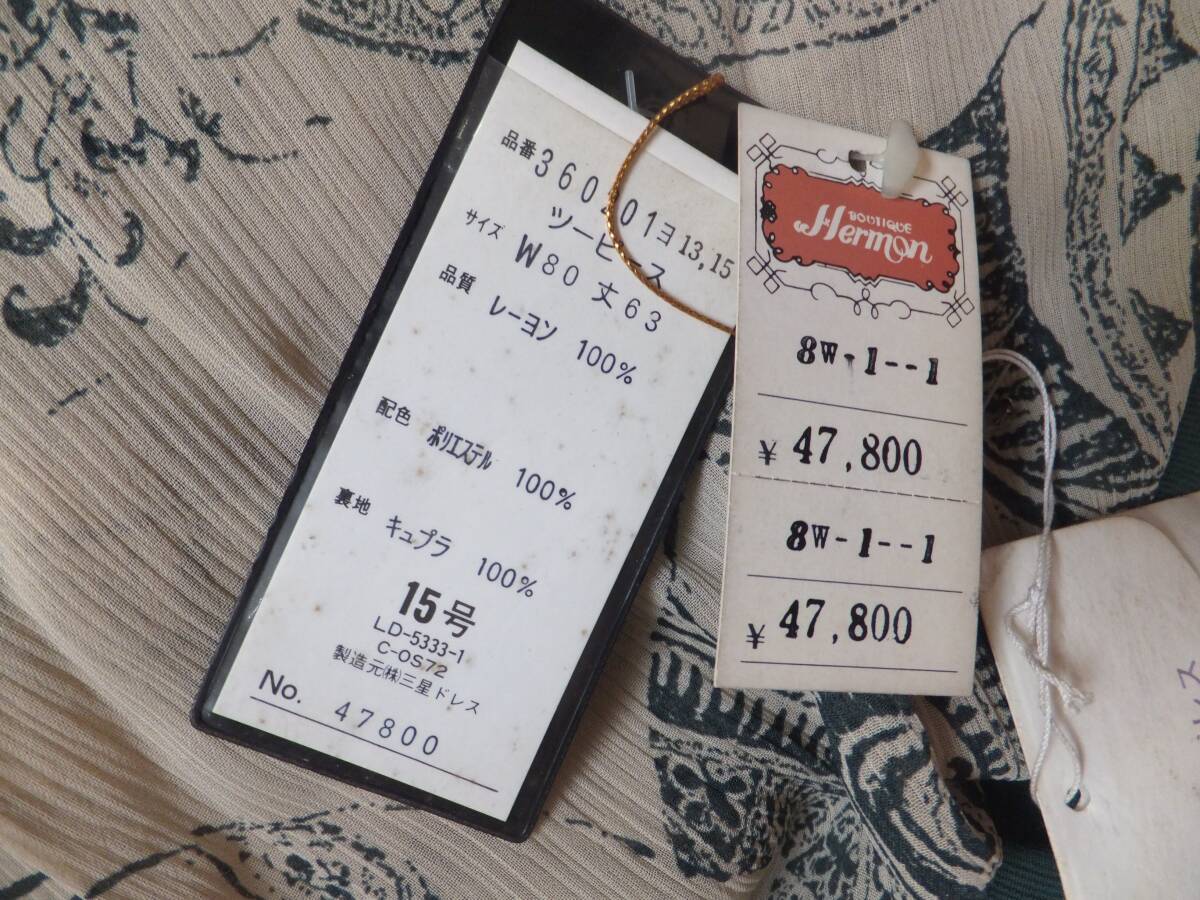 品番 360 01ヨ 13,15
ツーピース
サイズ W80 丈63
品質 レーヨン 100%
配色 ポリエステル 100%
裏地 キュプラ 100%
15号
LD-5333-1
C-OS72
製造元㈱三星ドレス
No. 47800
BOUTIQUE
Hermon
8W-1--1
¥ 47,800
8W-1--1
¥ 47,800